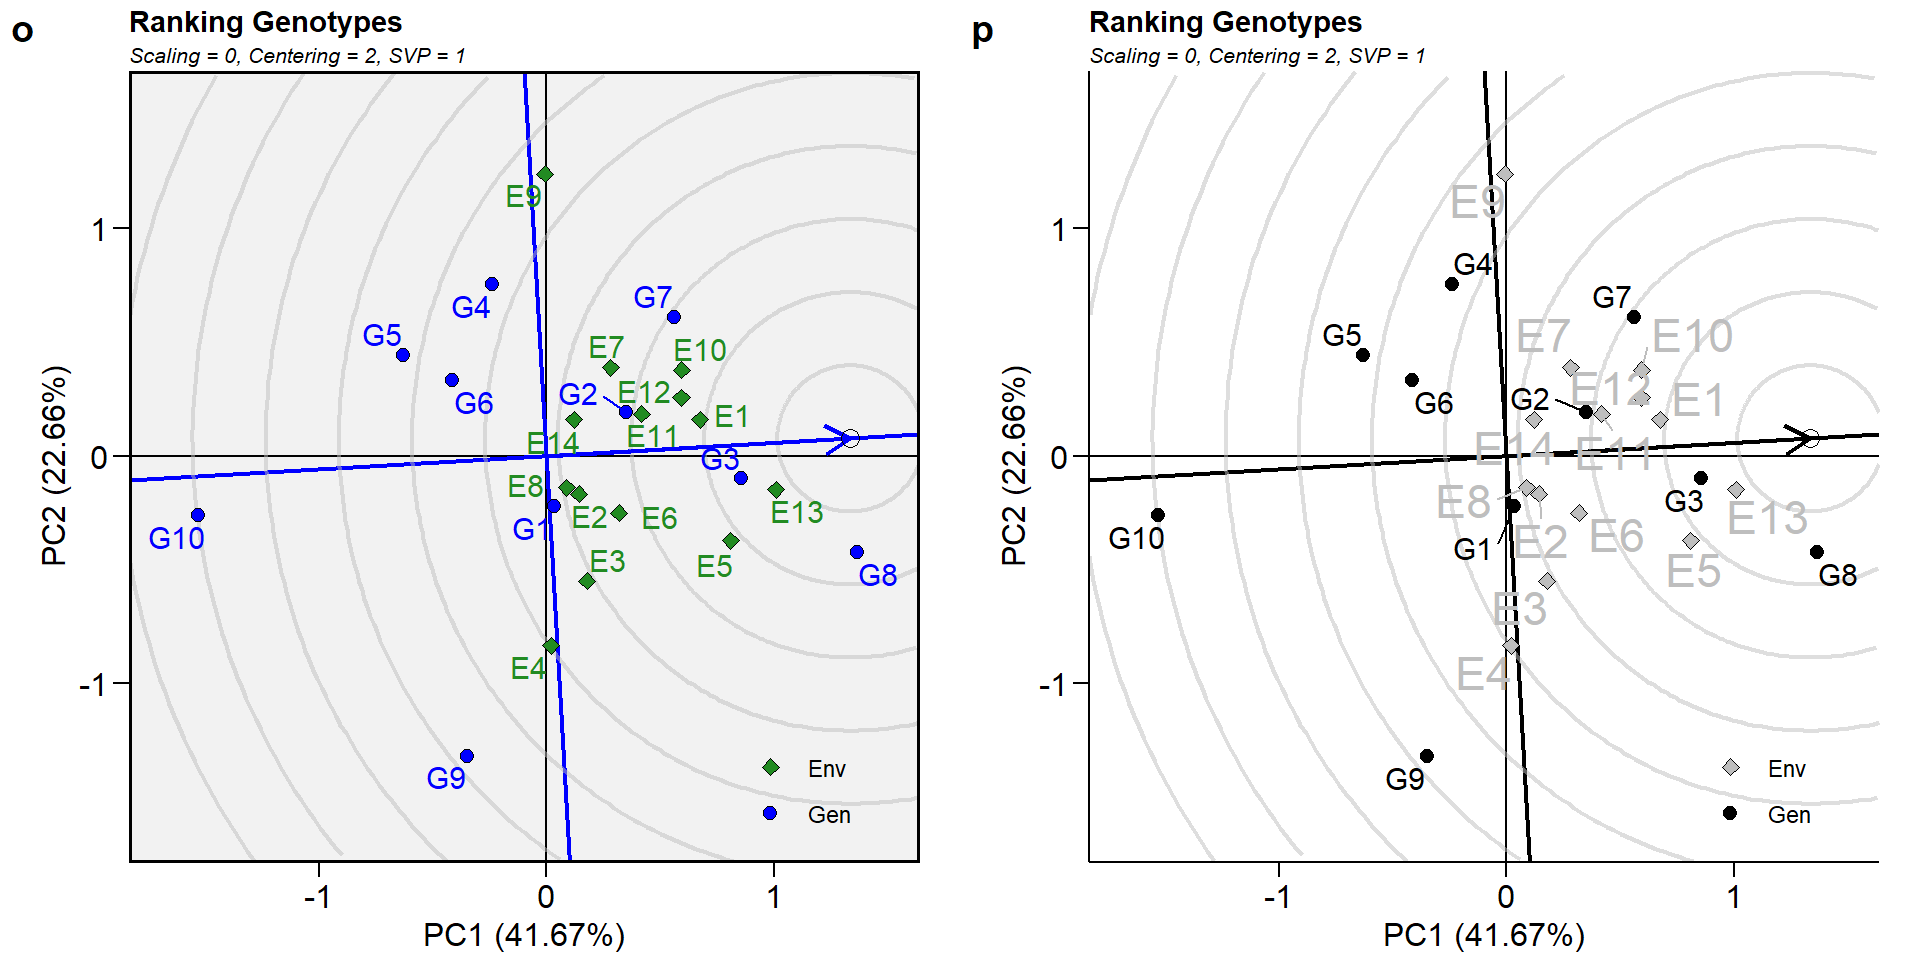 o
Ranking Genotypes
Scaling = 0, Centering = 2, SVP = 1
PC2 (22.66%)
1
0
-1
E9
G4
G7
G5
E7
E10
G6
G2
E12
E1
E11
E14
G3
E8
E2
E6
E13
G1
G10
E3
E5
G8
E4
G9
Env
Gen
-1
0
1
PC1 (41.67%)
p
Ranking Genotypes
Scaling = 0, Centering = 2, SVP = 1
PC2 (22.66%)
1
0
-1
E9
G4
G7
G5
E7
E10
E12
G2
G6
E1
E14
E11
E8
G3
E13
G10
G1
E2
E6
E5
G8
E3
E4
G9
Env
Gen
-1
0
1
PC1 (41.67%)